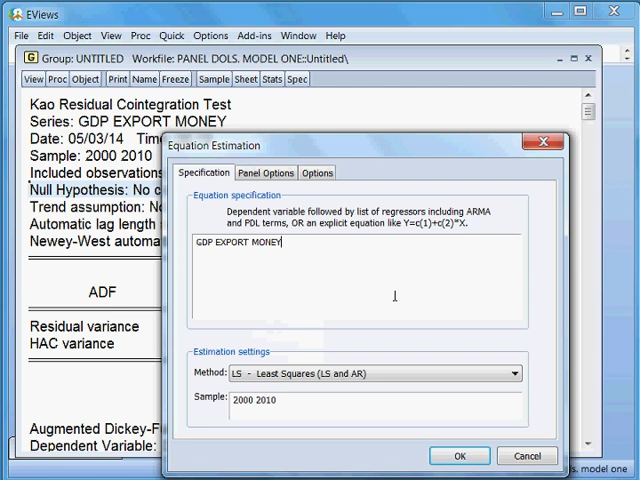 EViews
File Edit Object View Proc Quick Options Add-ins Window Help
G Group: UNTITLED Workfile: PANEL DOLS. MODEL ONE::Untitled\
View Proc Object Print Name Freeze Sample Sheet Stats Spec
Kao Residual Cointegration Test
Series: GDP EXPORT MONEY
Date: 05/03/14 Time
Sample: 2000 2010
Included observations
Null Hypothesis: No c
Trend assumption: No
Automatic lag length
Newey-West automa
ADF
Residual variance
HAC variance
Augmented Dickey-F
Dependent Variable:
Equation Estimation
Specification Panel Options Options
Equation specification
Dependent variable followed by list of regressors including ARMA
and PDL terms, OR an explicit equation like Y=c(1)+c(2)*X.
GDP EXPORT MONEY
Estimation settings
Method: LS - Least Squares (LS and AR)
Sample: 2000 2010
OK Cancel
ls. model one